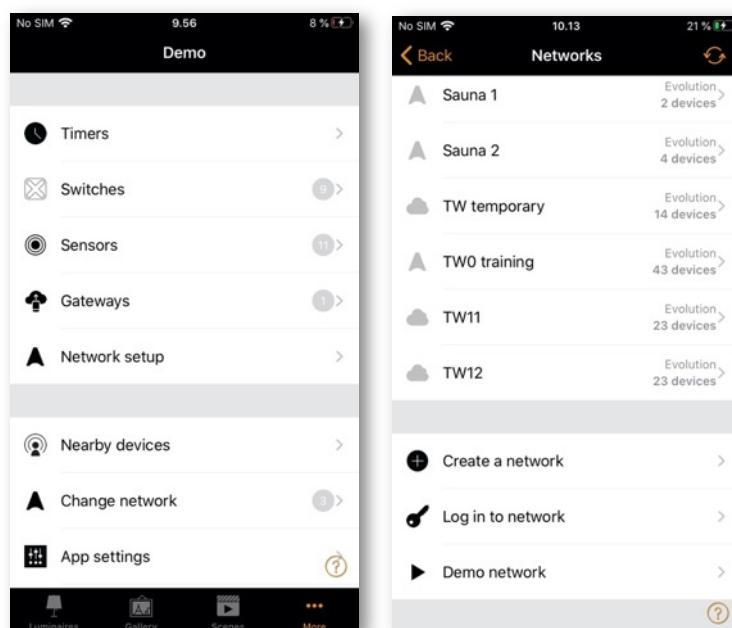 No SIM 9.56 8 %
Demo
Timers
Switches 9
Sensors 11
Gateways 1
Network setup
Nearby devices
Change network 3
App settings
?
Luminaires Gallery Scenes More
No SIM 10.13 21 %
Back Networks
Sauna 1 Evolution
2 devices
Sauna 2 Evolution
4 devices
TW temporary Evolution
14 devices
TW0 training Evolution
43 devices
TW11 Evolution
23 devices
TW12 Evolution
23 devices
Create a network
Log in to network
Demo network
?